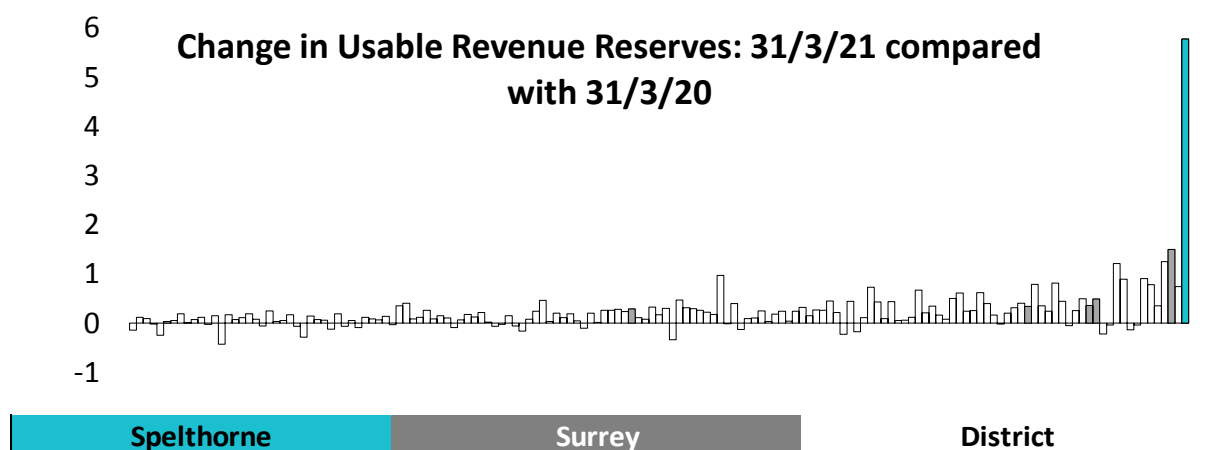 Change in Usable Revenue Reserves: 31/3/21 compared
with 31/3/20
6
5
4
3
2
1
0
-1
Spelthorne Surrey District